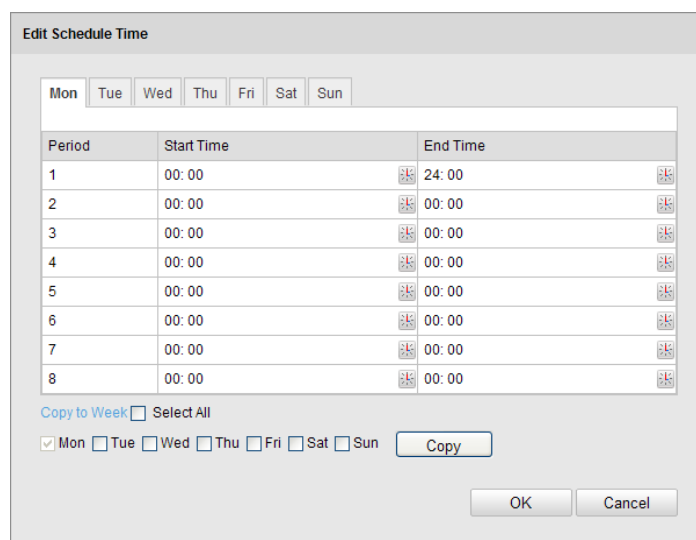 Edit Schedule Time
Mon Tue Wed Thu Fri Sat Sun
Period Start Time End Time
1 00: 00 24: 00
2 00: 00 00: 00
3 00: 00 00: 00
4 00: 00 00: 00
5 00: 00 00: 00
6 00: 00 00: 00
7 00: 00 00: 00
8 00: 00 00: 00
Copy to Week Select All
Mon Tue Wed Thu Fri Sat Sun Copy
OK Cancel